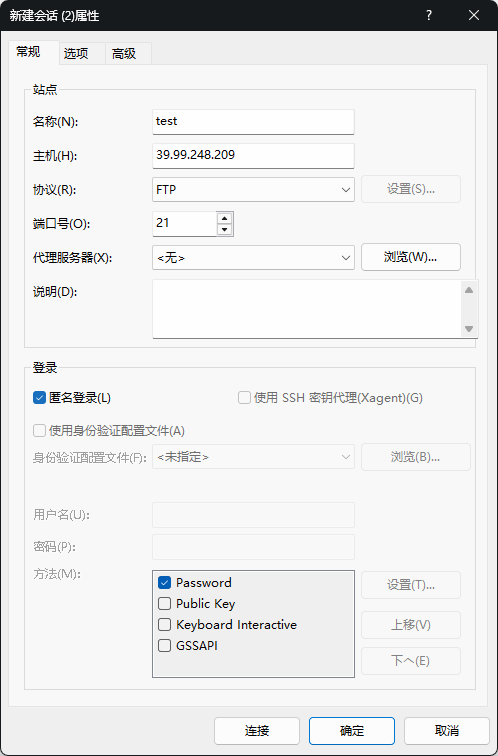 新建会话 (2)属性
常规 选项 高级
站点
名称(N): test
主机(H): 39.99.248.209
协议(R): FTP 设置(S)...
端口号(O): 21
代理服务器(X): <无> 浏览(W)...
说明(D):
登录
匿名登录(L) 使用 SSH 密钥代理(Xagent)(G)
使用身份验证配置文件(A)
身份验证配置文件(F): <未指定> 浏览(B)...
用户名(U):
密码(P):
方法(M): Password 设置(T)...
Public Key
Keyboard Interactive 上移(V)
GSSAPI
下へ(E)
连接 确定 取消